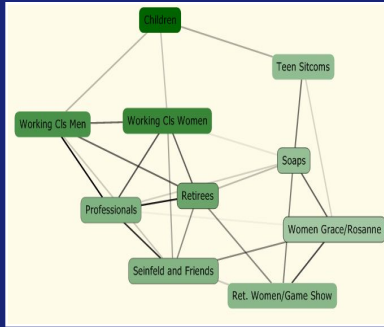 Children
Teen Sitcoms
Working Cls Men
Working Cls Women
Soaps
Retirees
Professionals
Women Grace/Rosanne
Seinfeld and Friends
Ret. Women/Game Show